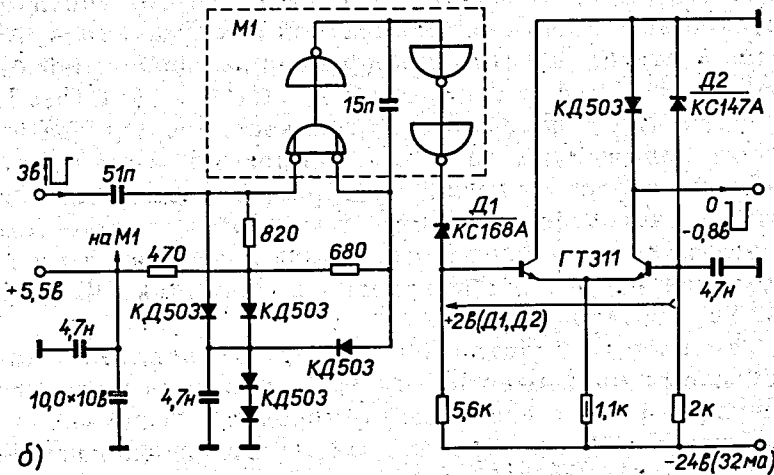 М1
15п
КД503
Д2
КС147А
3в
51п
0
-0,8в
Д1
КС168А
820
на М1
470
680
ГТ311
4,7н
+5,5в
КД503
КД503
+2в(Д1,Д2)
4,7н
КД503
10,0×10в
4,7н
КД503
5,6к
1,1к
2к
б)
-24в(32ма)